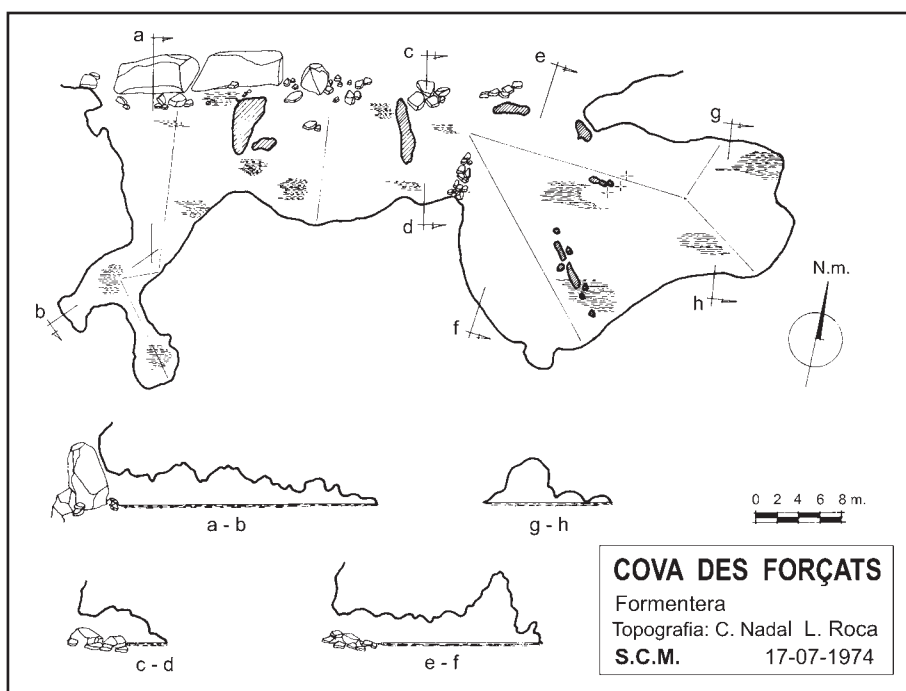 a
c
e
g
b
d
f
h
N.m.
a - b
g - h
0 2 4 6 8 m.
c - d
e - f
COVA DES FORÇATS
Formentera
Topografia: C. Nadal L. Roca
S.C.M. 17-07-1974